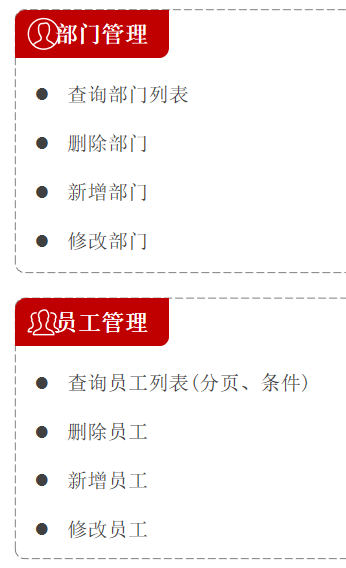 部门管理
查询部门列表
删除部门
新增部门
修改部门
员工管理
查询员工列表(分页、条件)
删除员工
新增员工
修改员工